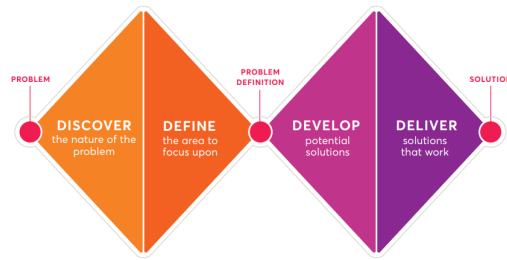 PROBLEM
DISCOVER
the nature of the
problem
DEFINE
the area to
focus upon
PROBLEM
DEFINITION
DEVELOP
potential
solutions
DELIVER
solutions
that work
SOLUTIO